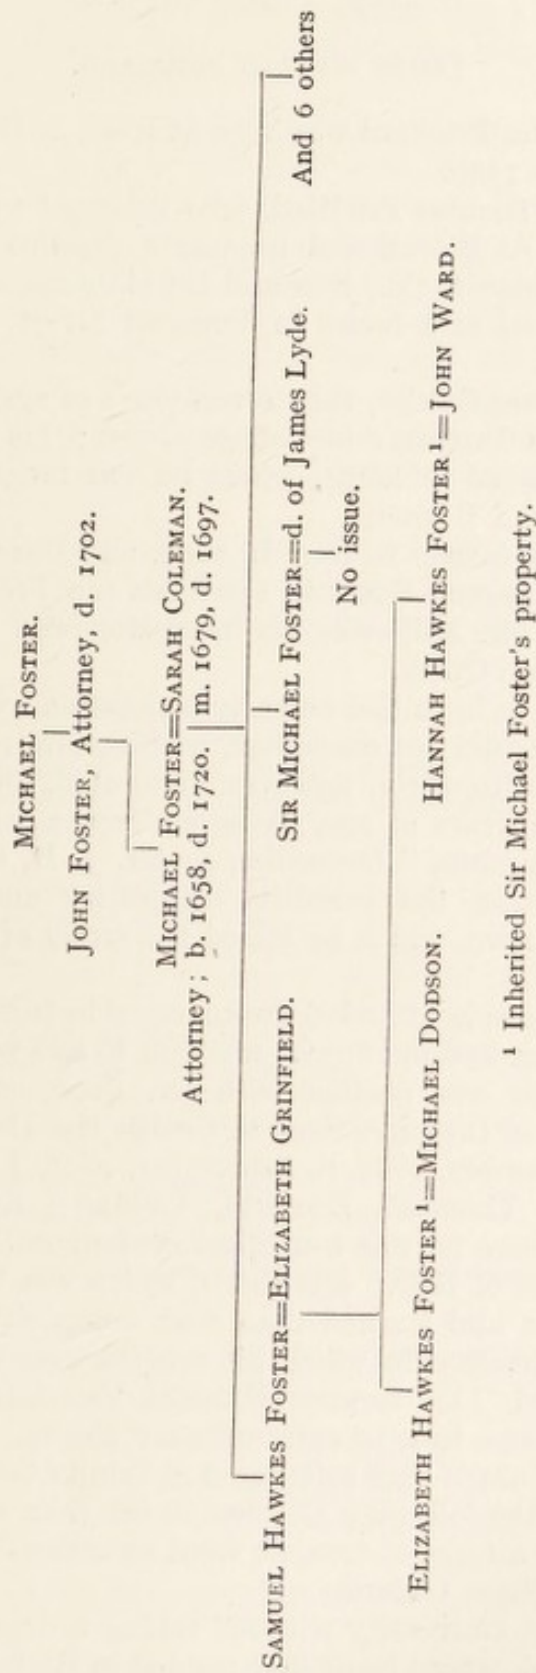 MICHAEL FOSTER.
JOHN FOSTER, Attorney, d. 1702.
MICHAEL FOSTER=SARAH COLEMAN.
Attorney; b. 1658, d. 1720. m. 1679, d. 1697.
SAMUEL HAWKES FOSTER=ELIZABETH GRINFIELD. SIR MICHAEL FOSTER=d. of James Lyde. And 6 others
No issue.
ELIZABETH HAWKES FOSTER¹=MICHAEL DODSON. HANNAH HAWKES FOSTER¹=JOHN WARD.
¹ Inherited Sir Michael Foster's property.